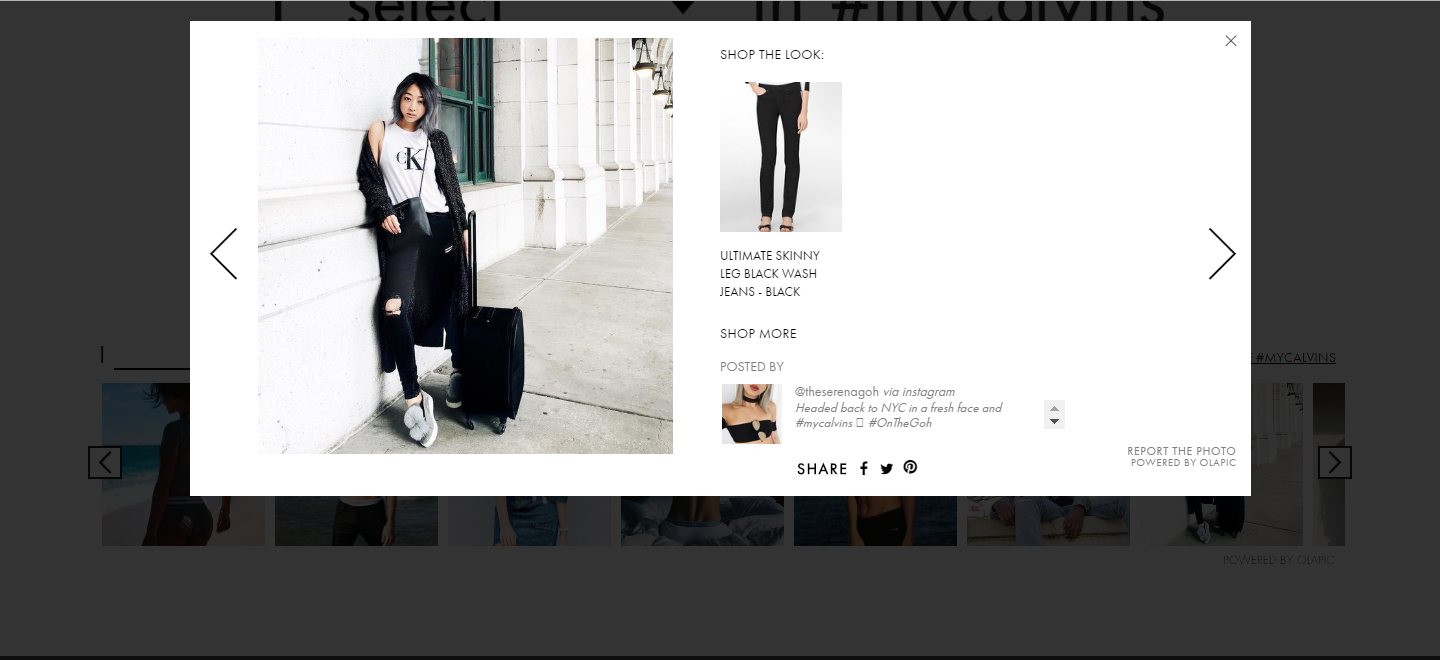 select
in #mycalvins
SHOP THE LOOK:
CK
ULTIMATE SKINNY
LEG BLACK WASH
JEANS - BLACK
SHOP MORE
POSTED BY
@theserenagoh via instagram
Headed back to NYC in a fresh face and
#mycalvins #OnTheGoh
SHARE
REPORT THE PHOTO
POWERED BY OLAPIC
#MYCALVINS
POWERED BY OLAPIC